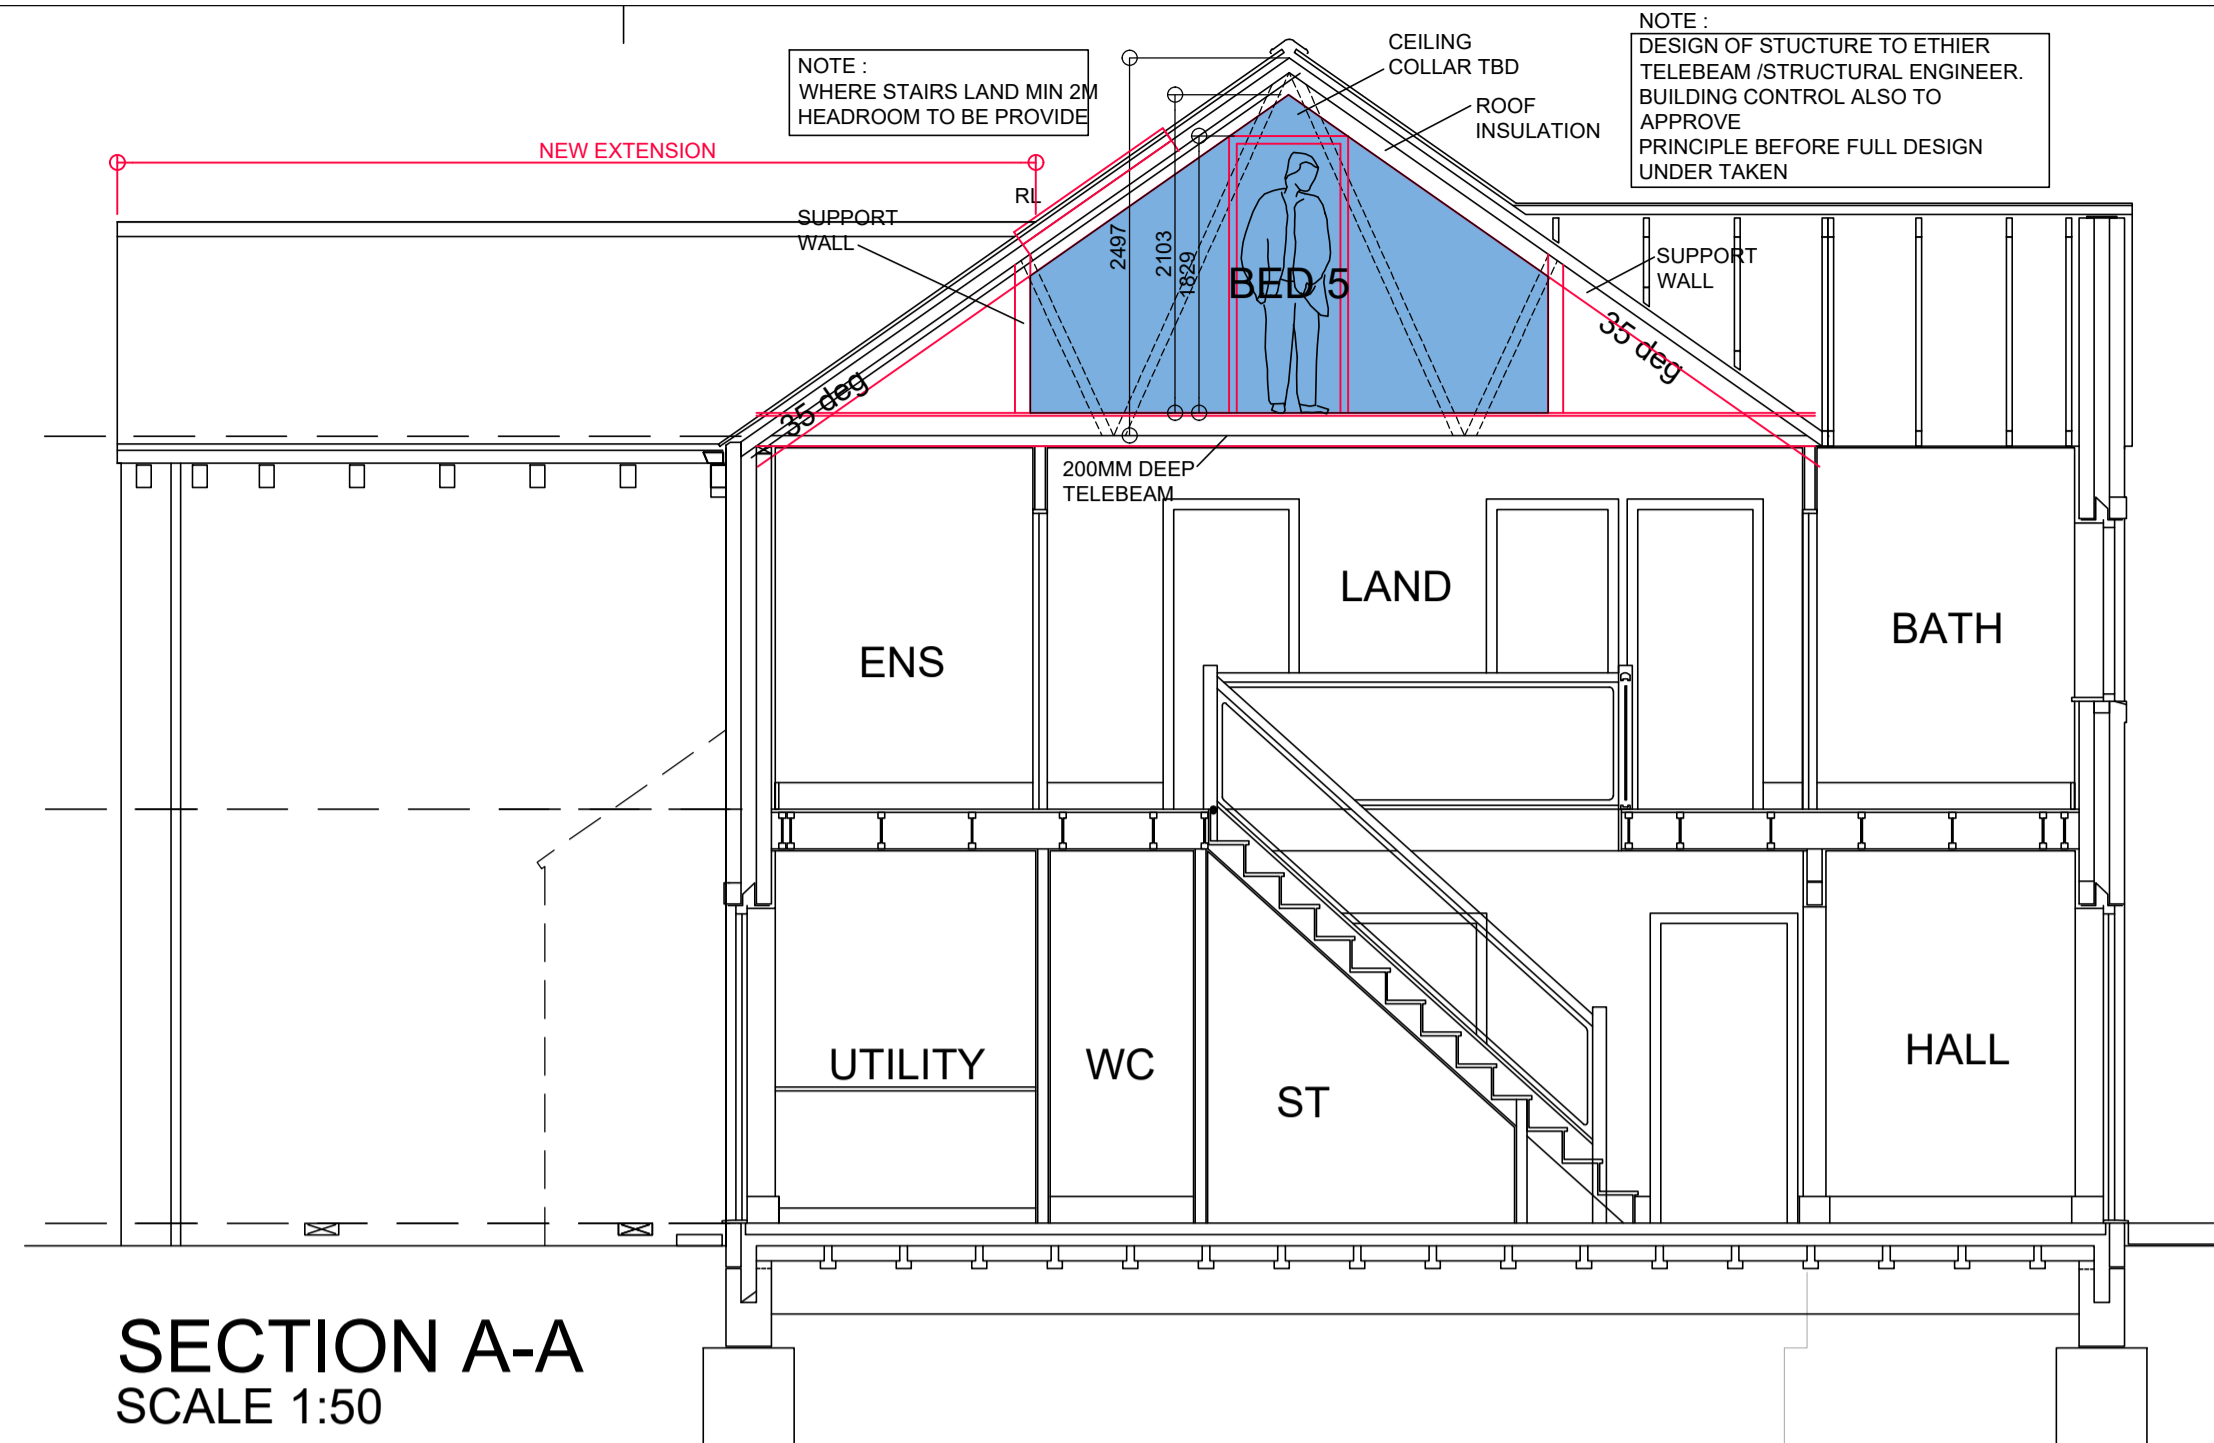 NOTE :
WHERE STAIRS LAND MIN 2M
HEADROOM TO BE PROVIDE
CEILING
COLLAR TBD
ROOF
INSULATION
NOTE :
DESIGN OF STUCTURE TO ETHIER
TELEBEAM /STRUCTURAL ENGINEER.
BUILDING CONTROL ALSO TO
APPROVE
PRINCIPLE BEFORE FULL DESIGN
UNDER TAKEN
NEW EXTENSION
RL
SUPPORT
WALL
2497
2103
1829
BED 5
SUPPORT
WALL
35 deg
35 deg
200MM DEEP
TELEBEAM
LAND
ENS
BATH
UTILITY
WC
ST
HALL
SECTION A-A
SCALE 1:50